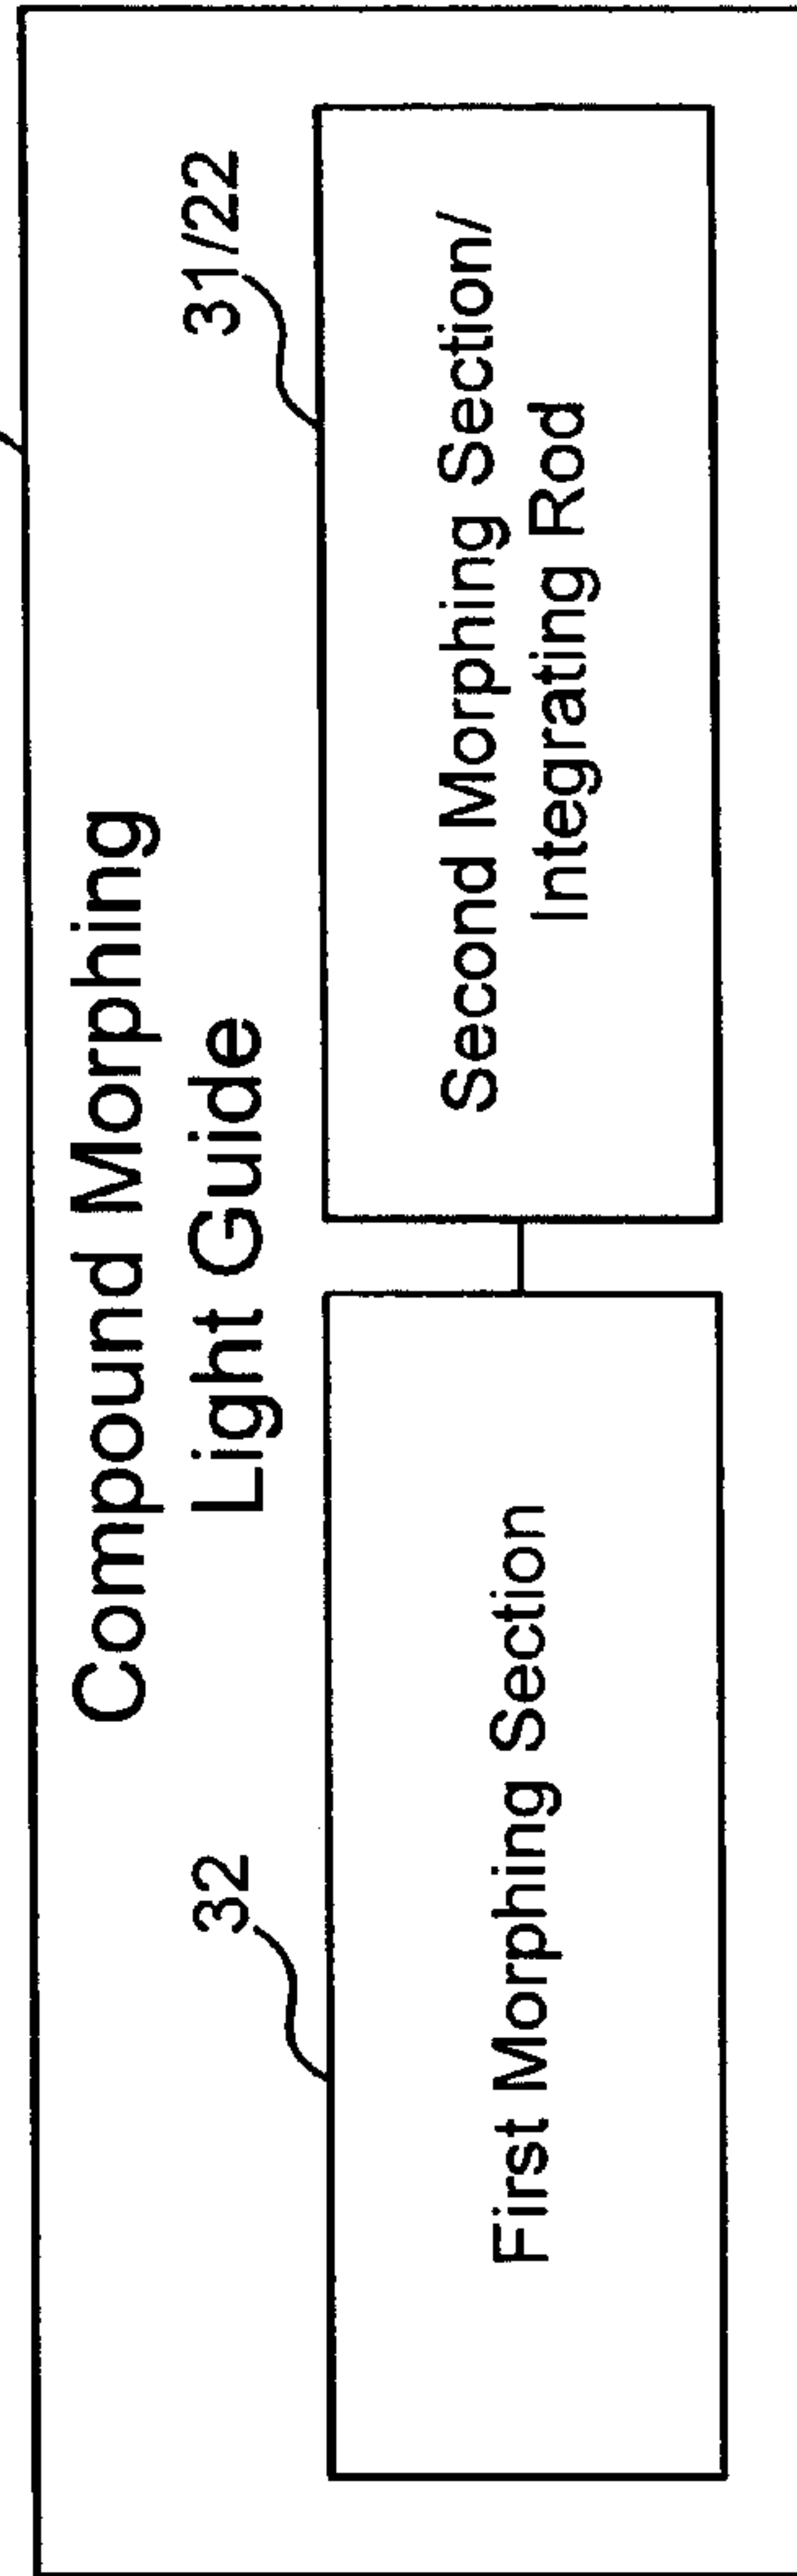 Compound Morphing
Light Guide
32
First Morphing Section
31/22
Second Morphing Section/
Integrating Rod